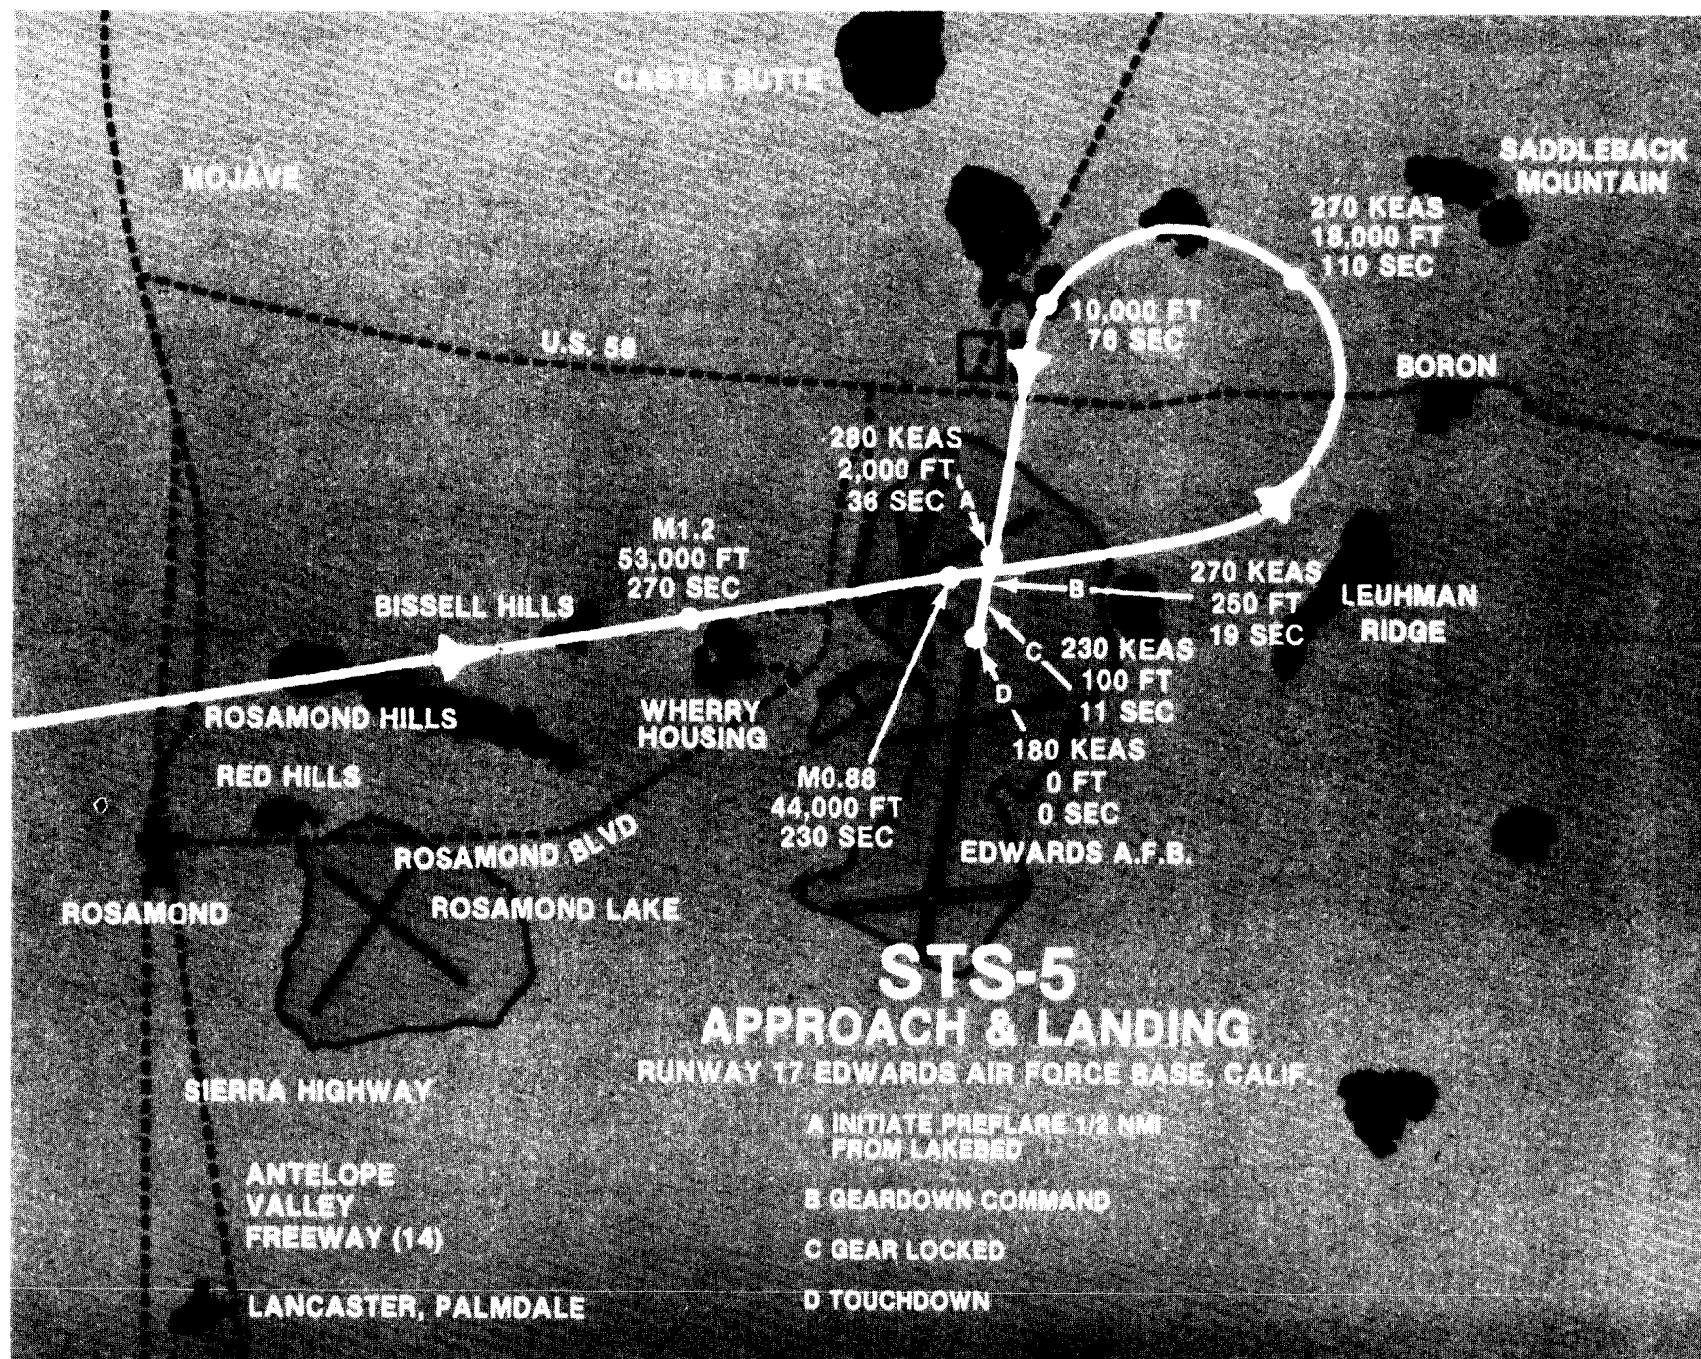 CASTLE BUTTE
SADDLEBACK
MOUNTAIN
MOJAVE
270 KEAS
18,000 FT
110 SEC
10,000 FT
76 SEC
U.S. 58
BORON
280 KEAS
2,000 FT
36 SEC A
M1.2
53,000 FT
270 SEC
BISSELL HILLS
B
270 KEAS
250 FT
19 SEC
LEUHMAN
RIDGE
C
230 KEAS
100 FT
11 SEC
D
180 KEAS
0 FT
0 SEC
ROSAMOND HILLS
WHERRY
HOUSING
RED HILLS
M0.88
44,000 FT
230 SEC
ROSAMOND BLVD
EDWARDS A.F.B.
ROSAMOND
ROSAMOND LAKE
STS-5
APPROACH & LANDING
RUNWAY 17 EDWARDS AIR FORCE BASE, CALIF.
SIERRA HIGHWAY
A INITIATE PREFLARE 1/2 NMI
FROM LAKEBED
ANTELOPE
VALLEY
FREEWAY (14)
B GEARDOWN COMMAND
C GEAR LOCKED
D TOUCHDOWN
LANCASTER, PALMDALE